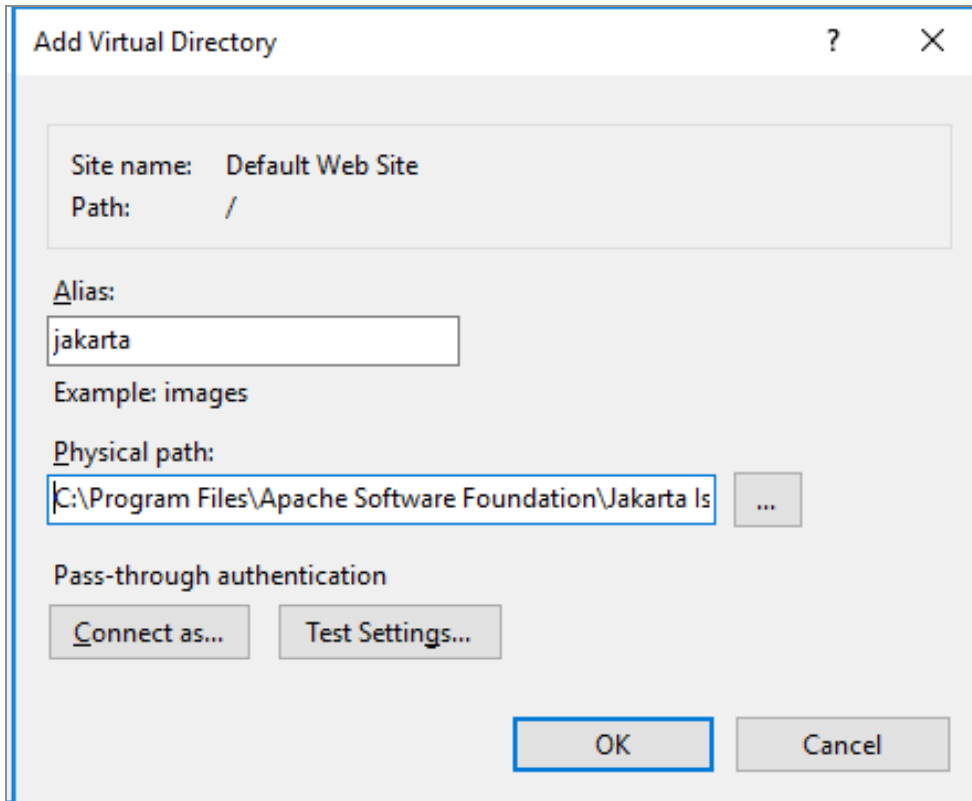 Add Virtual Directory ?
Site name: Default Web Site
Path: /
Alias:
jakarta
Example: images
Physical path:
C:\Program Files\Apache Software Foundation\Jakarta Is
...
Pass-through authentication
Connect as... Test Settings...
OK Cancel